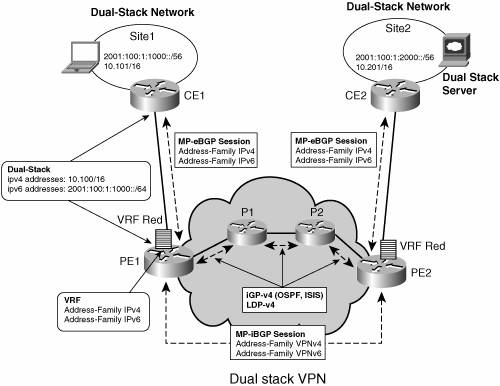 Dual-Stack Network
Dual-Stack Network
Site1
2001:100:1:1000::/56
10.101/16
Site2
2001:100:1:2000::/56
10.201/16
Dual Stack
Server
CE1
CE2
MP-eBGP Session
Address-Family IPv4
Address-Family IPv6
MP-eBGP Session
Address-Family IPv4
Address-Family IPv6
Dual-Stack
ipv4 addresses: 10.100/16
ipv6 addresses: 2001:100:1:1000::/64
VRF Red
P1
P2
VRF Red
PE1
PE2
VRF
Address-Family IPv4
Address-Family IPv6
iGP-v4 (OSPF, ISIS)
LDP-v4
MP-iBGP Session
Address-Family VPNv4
Address-Family VPNv6
Dual stack VPN